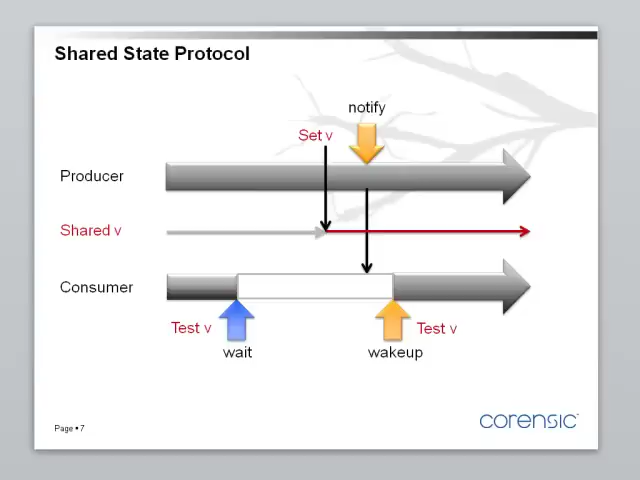 Shared State Protocol
notify
Set v
Producer
Shared v
Consumer
Test v
Test v
wait
wakeup
Page ▪ 7
corensic